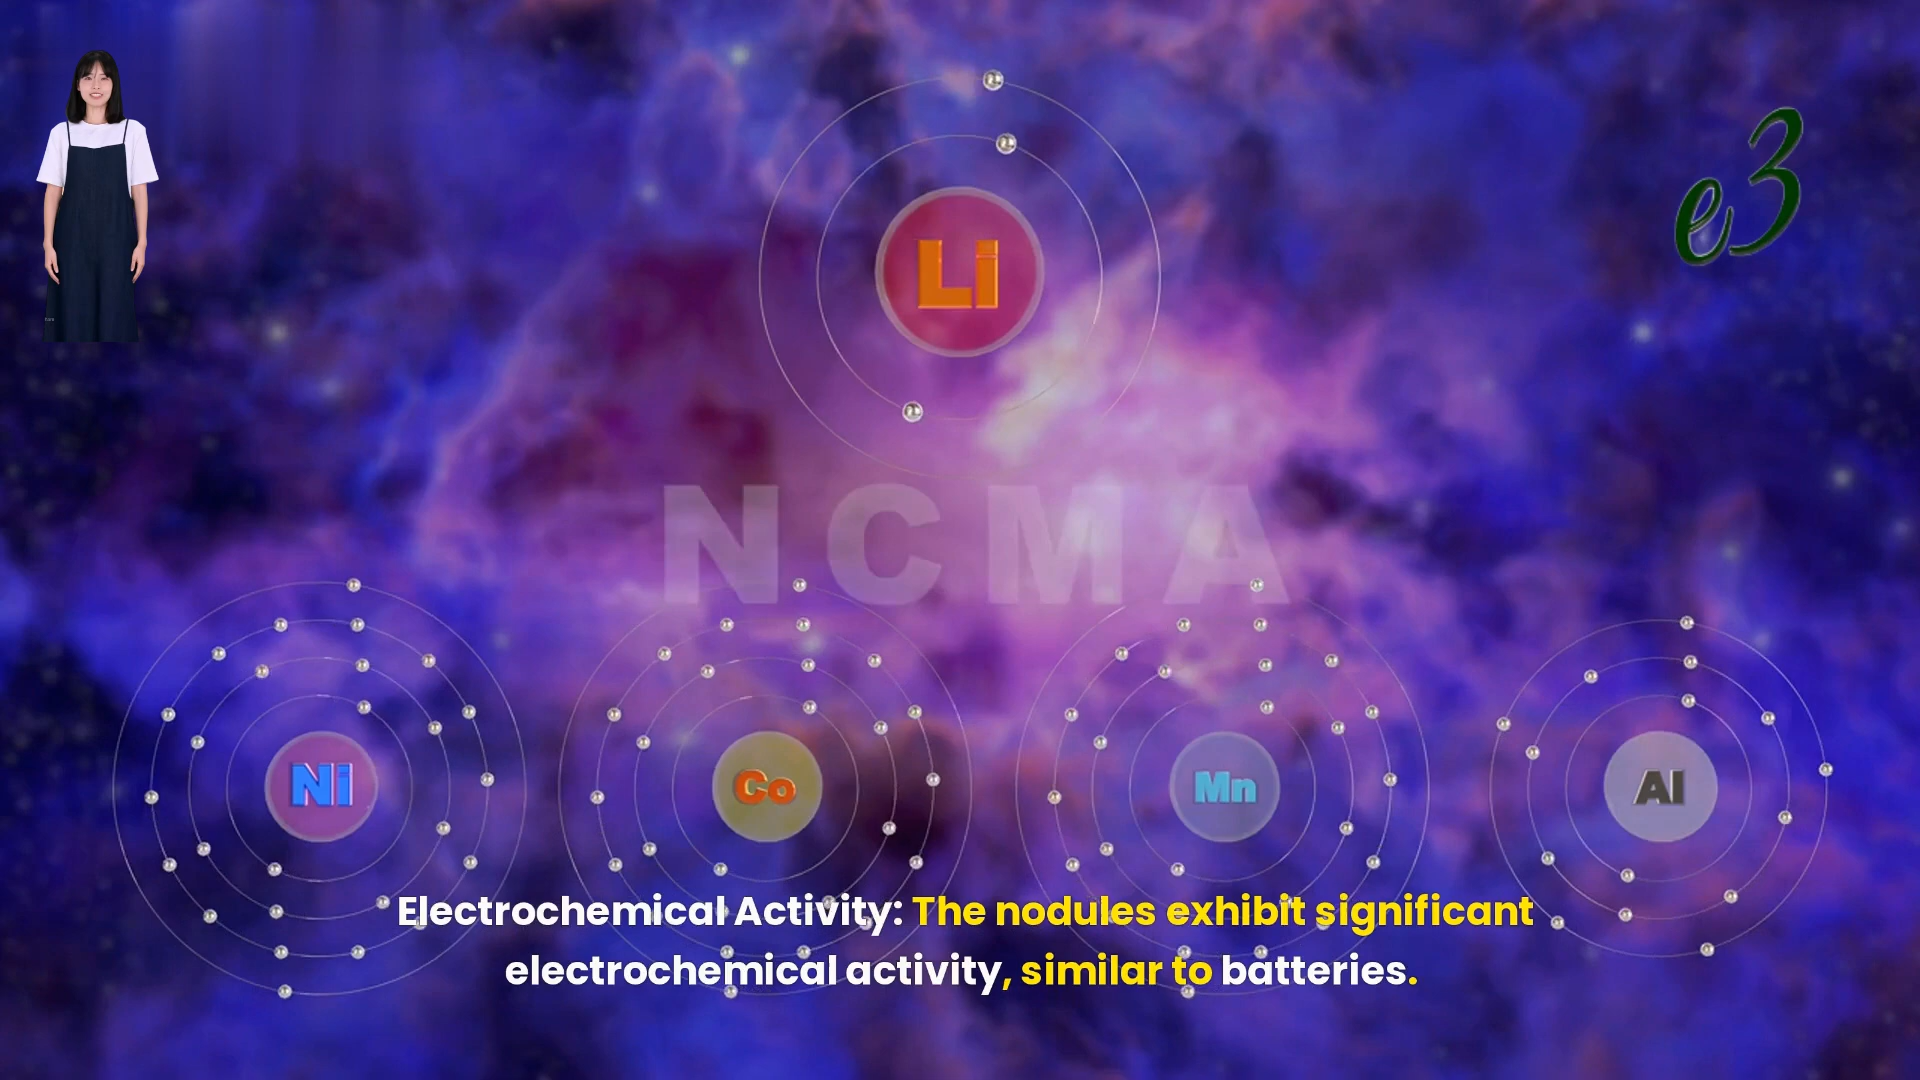 e3
Li
NCMA
Ni
Co
Mn
Al
Electrochemical Activity: The nodules exhibit significant
electrochemical activity, similar to batteries.